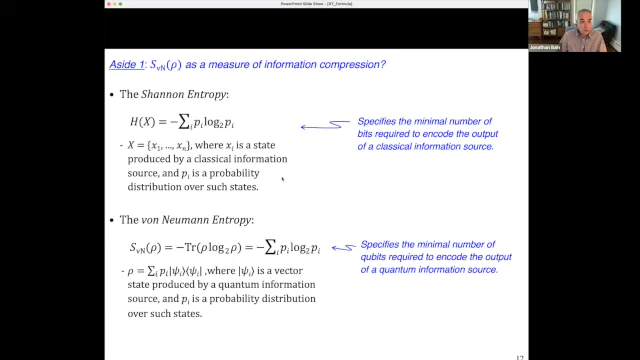 PowerPoint Slide Show - [RT_Formula]
Jonathan Bain
Aside 1: S_vN(ρ) as a measure of information compression?
• The Shannon Entropy:
H(X) = −∑_i p_i log_2 p_i
Specifies the minimal number of
bits required to encode the output
of a classical information source.
- X = {x_1, ..., x_n}, where x_i is a state
produced by a classical information
source, and p_i is a probability
distribution over such states.
• The von Neumann Entropy:
S_vN(ρ) = −Tr(ρ log_2 ρ) = −∑_i p_i log_2 p_i
Specifies the minimal number of
qubits required to encode the output
of a quantum information source.
- ρ = ∑_i p_i|ψ_i⟩⟨ψ_i| , where |ψ_i⟩ is a vector
state produced by a quantum information
source, and p_i is a probability distribution
over such states.
17